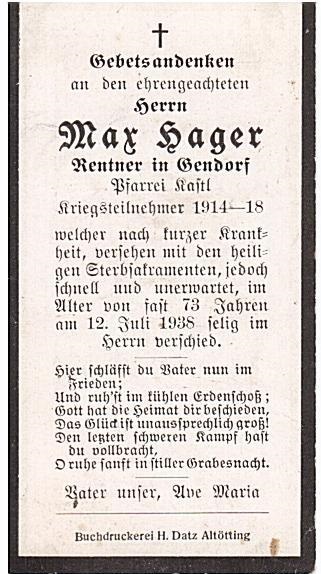 Gebetsandenken
an den ehrengeachteten
Herrn
Max Hager
Rentner in Gendorf
Pfarrei Kastl
Kriegsteilnehmer 1914—18
welcher nach kurzer Krank-
heit, versehen mit den heili-
gen Sterbsakramenten, jedoch
schnell und unerwartet, im
Alter von fast 73 Jahren
am 12. Juli 1938 selig im
Herrn verschied.
Hier schläfst du Vater nun im
Frieden;
Und ruh'st im kühlen Erdenschoß;
Gott hat die Heimat dir beschieden,
Das Glück ist unaussprechlich groß!
Den letzten schweren Kampf hast
du vollbracht,
O ruhe sanft in stiller Grabesnacht.
Vater unser, Ave Maria
Buchdruckerei H. Datz Altötting